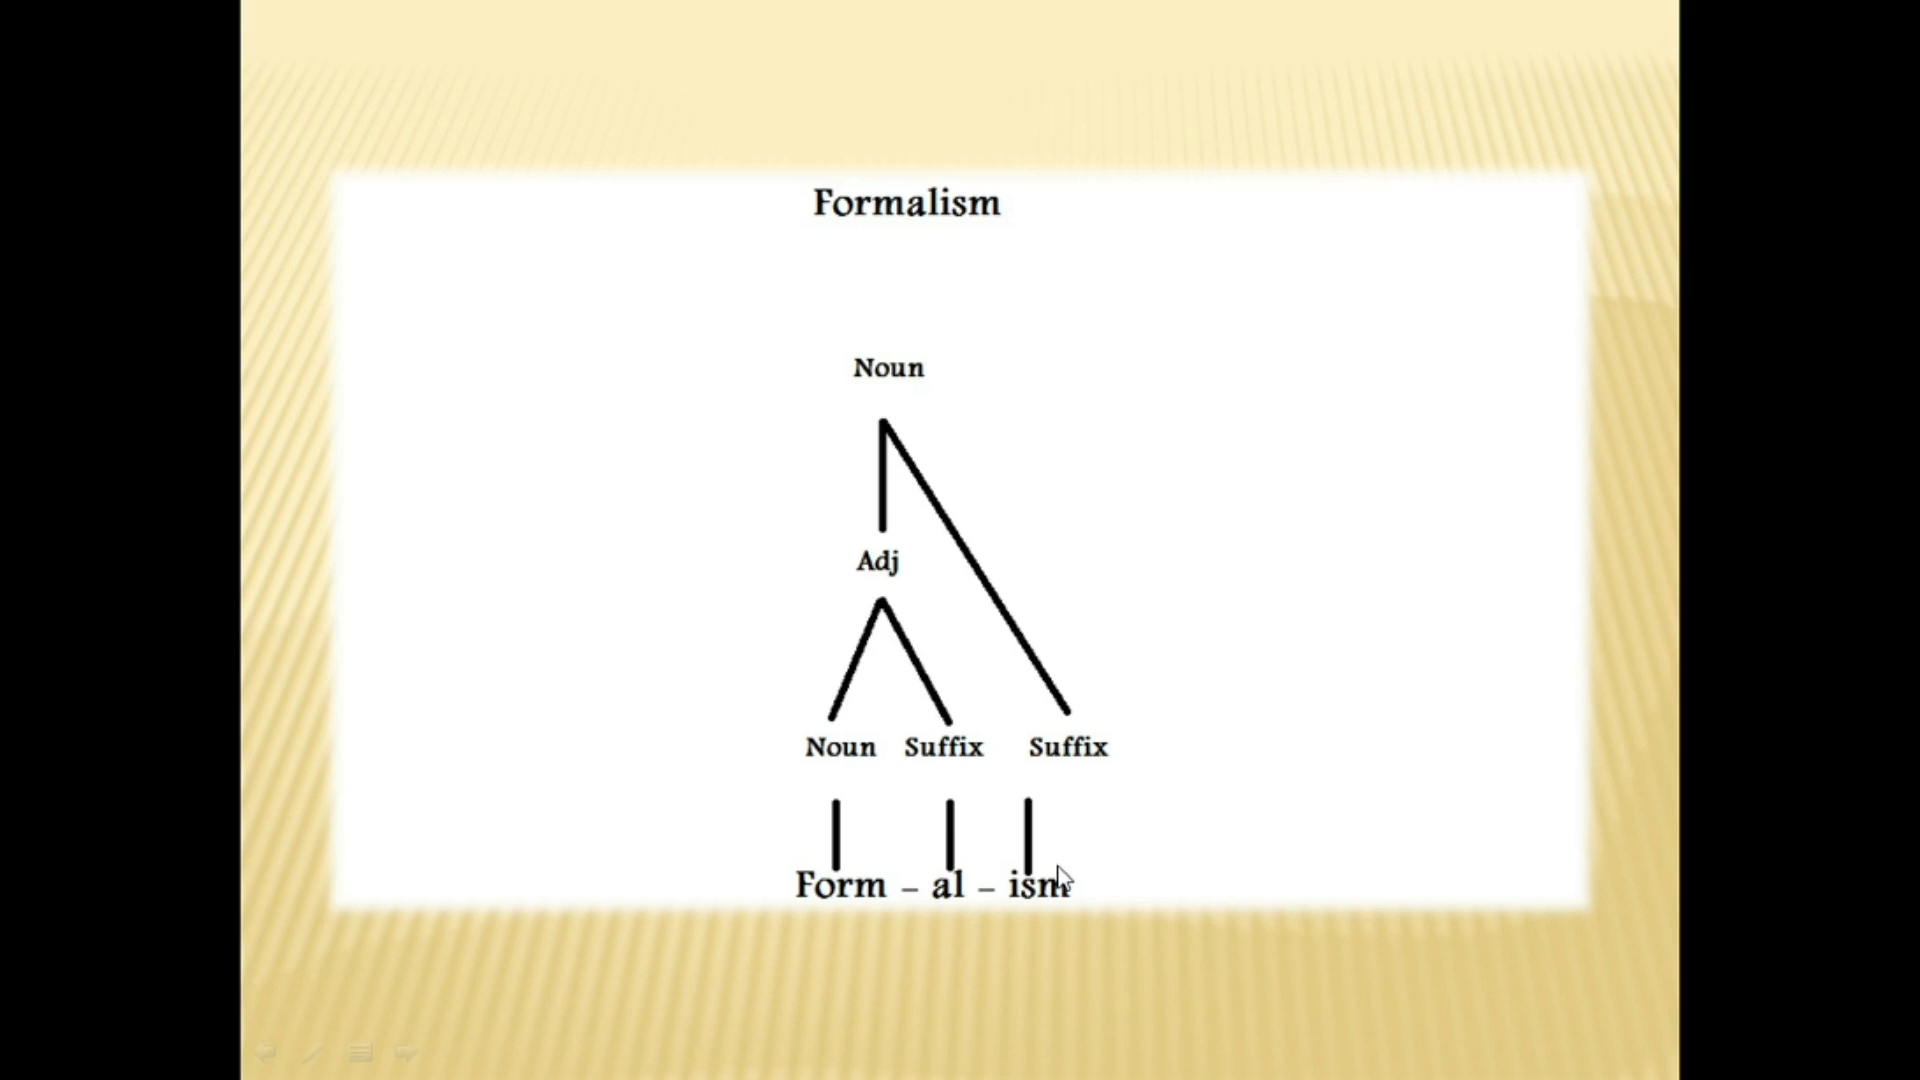 Formalism
Noun
Adj
Noun Suffix Suffix
Form – al – ism